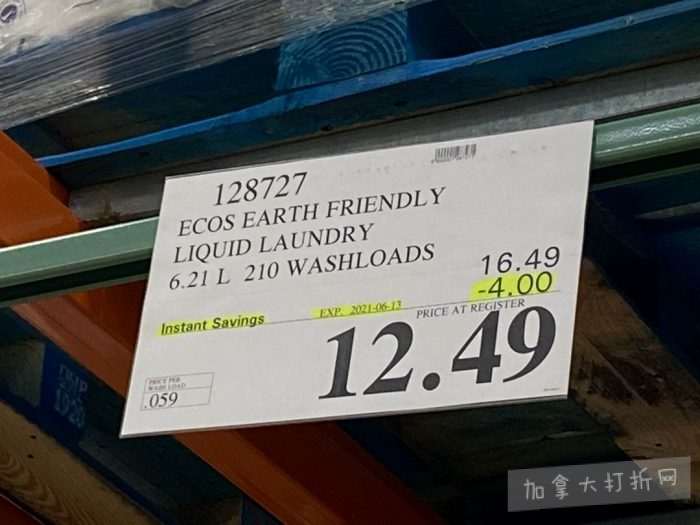 128727
ECOS EARTH FRIENDLY
LIQUID LAUNDRY
6.21 L 210 WASHLOADS
16.49
-4.00
Instant Savings
EXP. 2021-06-13
PRICE AT REGISTER
12.49
PRICE PER
WASH LOAD
.059
加拿大打折网